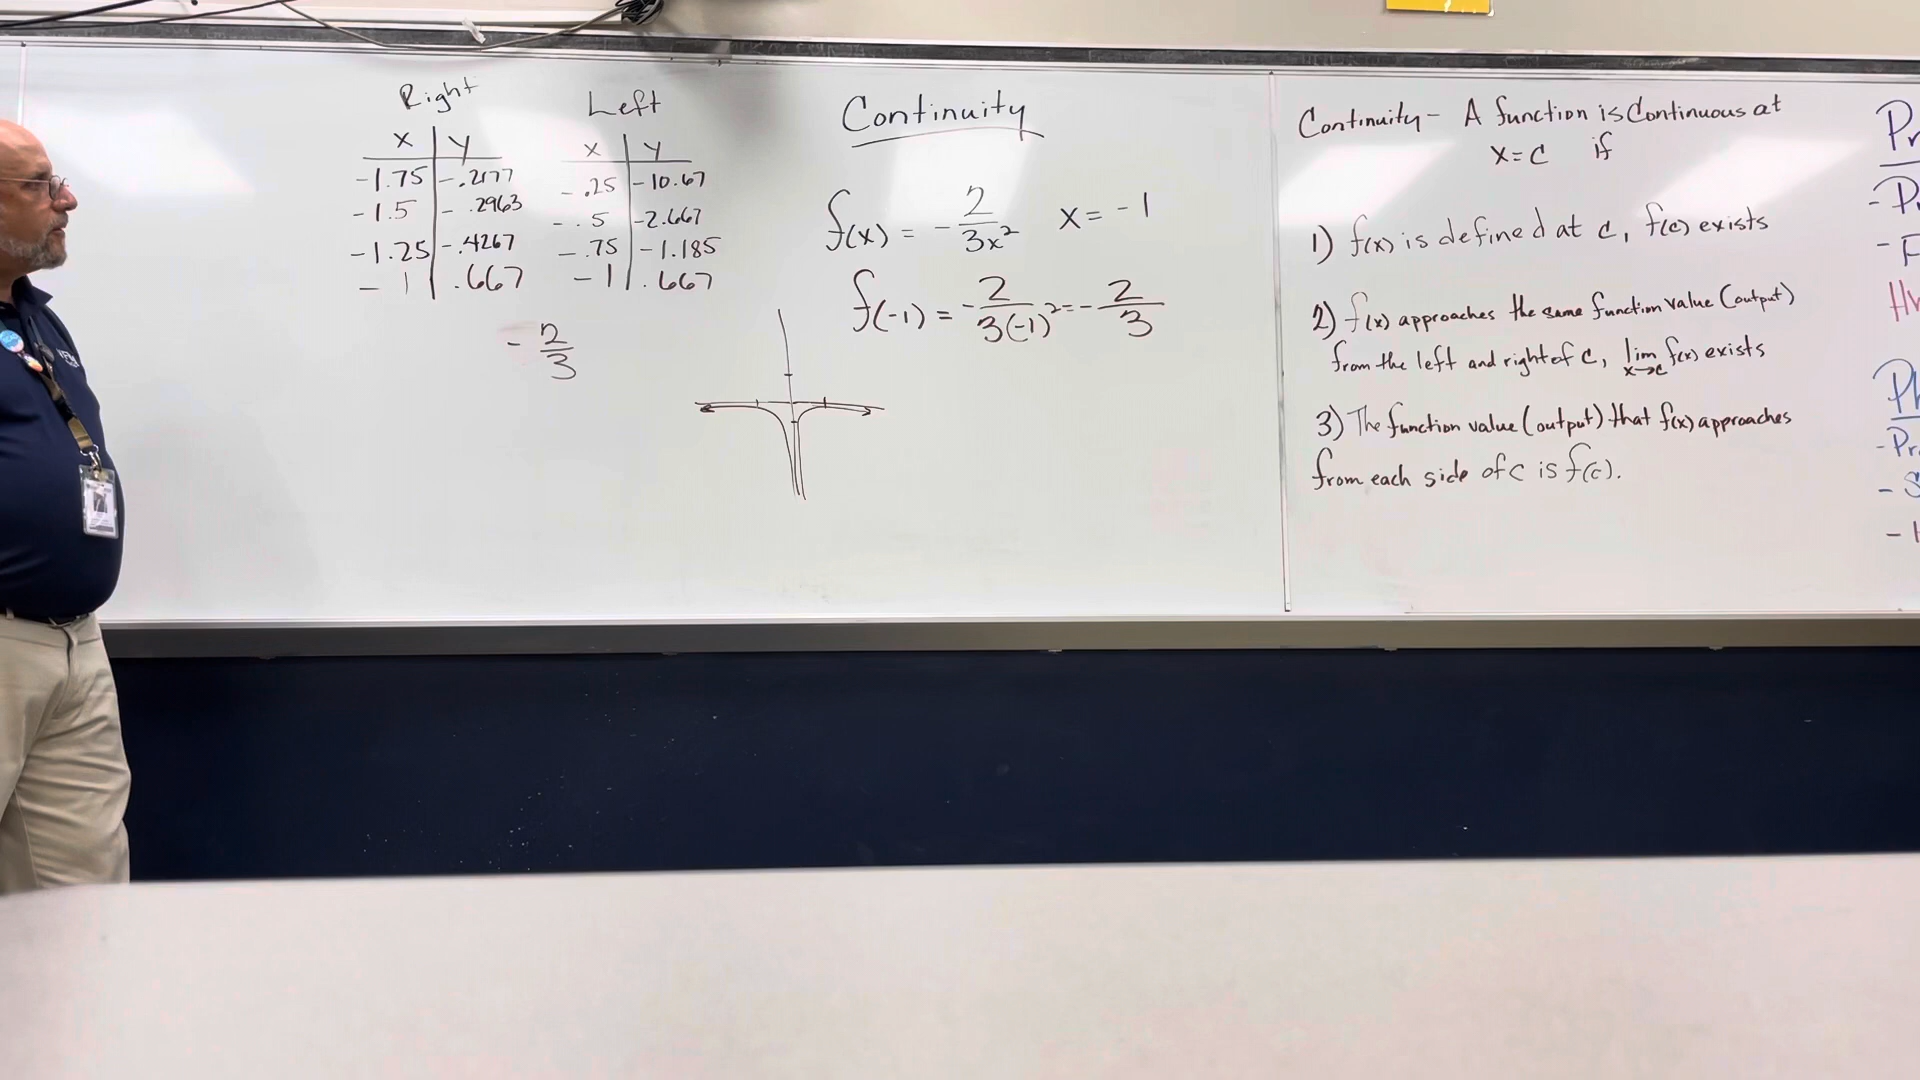 Right
x | y
-1.75 | -.2177
-1.5 | -.2963
-1.25 | -.4267
-1 | .667
-2/3
Left
x | y
-.25 | -10.67
-.5 | -2.667
-.75 | -1.185
-1 | .667
Continuity
f(x) = -2/3x² x = -1
f(-1) = -2/3(-1)² = -2/3
Continuity - A function is Continuous at
x = c if
1) f(x) is defined at c, f(c) exists
2) f(x) approaches the same function value (output)
from the left and right of c, lim x→c f(x) exists
3) The function value (output) that f(x) approaches
from each side of c is f(c).